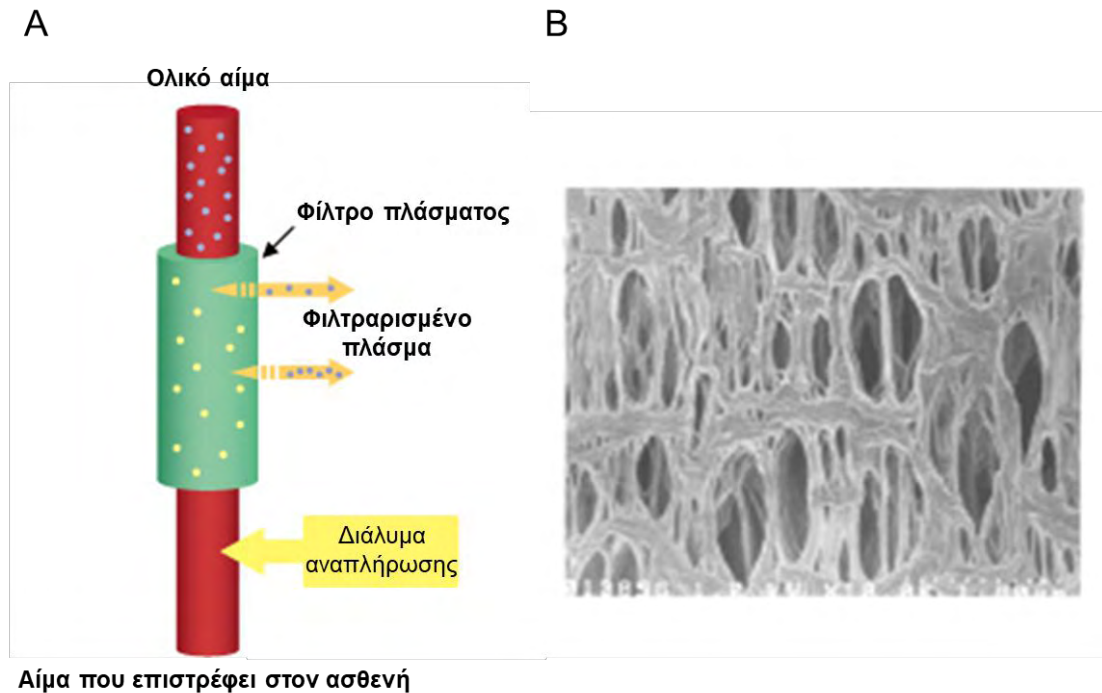 A
B
Ολικό αίμα
Φίλτρο πλάσματος
Φιλτραρισμένο
πλάσμα
Διάλυμα
αναπλήρωσης
Αίμα που επιστρέφει στον ασθενή